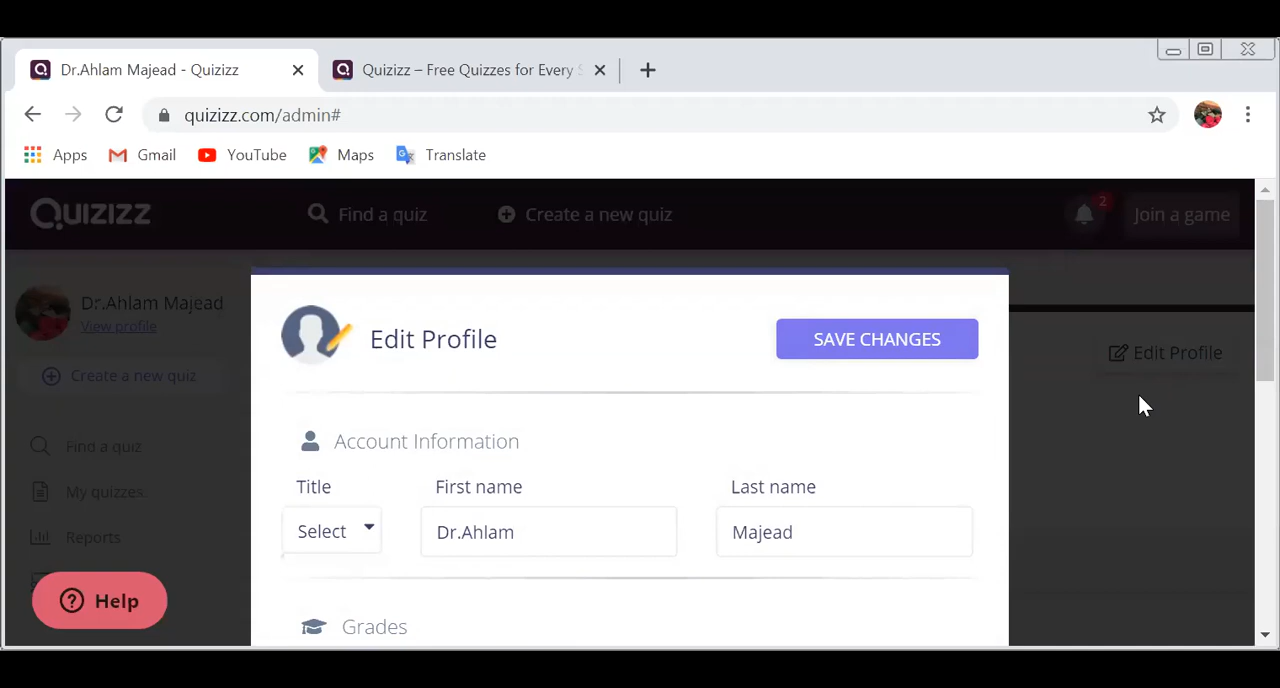 Dr.Ahlam Majead - Quizizz
Quizizz – Free Quizzes for Every S
quizizz.com/admin#
Apps Gmail YouTube Maps Translate
QUIZIZZ Find a quiz Create a new quiz 2 Join a game
Dr.Ahlam Majead
View profile
Create a new quiz
Find a quiz
My quizzes
Reports
Help
Edit Profile
Edit Profile SAVE CHANGES
Account Information
Title First name Last name
Select Dr.Ahlam Majead
Grades